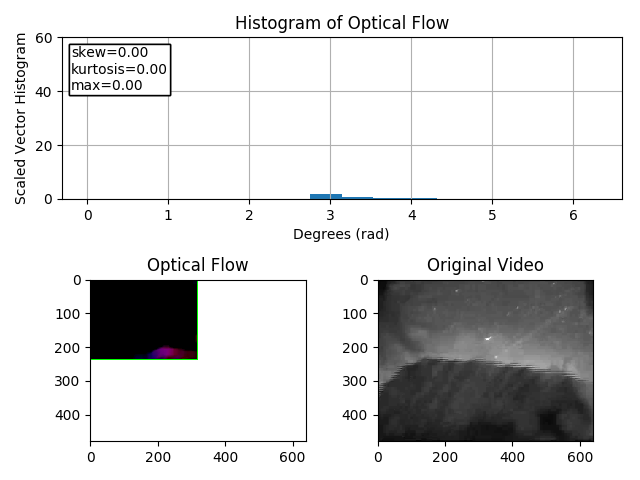 Histogram of Optical Flow
Scaled Vector Histogram
60
40
20
0
skew=0.00
kurtosis=0.00
max=0.00
0 1 2 3 4 5 6
Degrees (rad)
Optical Flow
0
100
200
300
400
0 200 400 600
Original Video
0
100
200
300
400
0 200 400 600